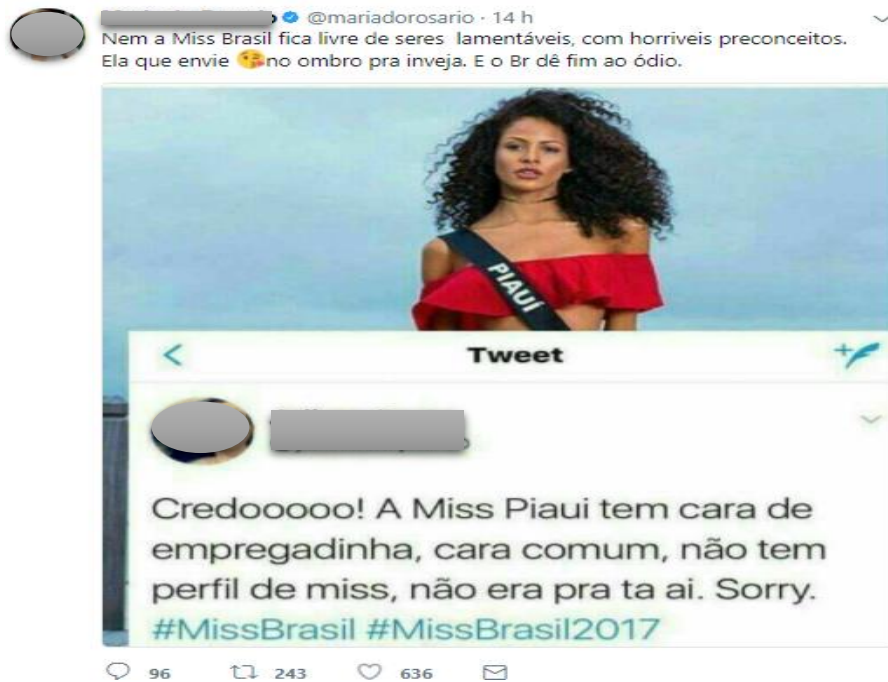 @mariadorosario · 14 h
Nem a Miss Brasil fica livre de seres lamentáveis, com horriveis preconceitos.
Ela que envie 😘no ombro pra inveja. E o Br dê fim ao ódio.
PIAUÍ
Tweet
Credooooo! A Miss Piaui tem cara de
empregadinha, cara comum, não tem
perfil de miss, não era pra ta ai. Sorry.
#MissBrasil #MissBrasil2017
96 243 636